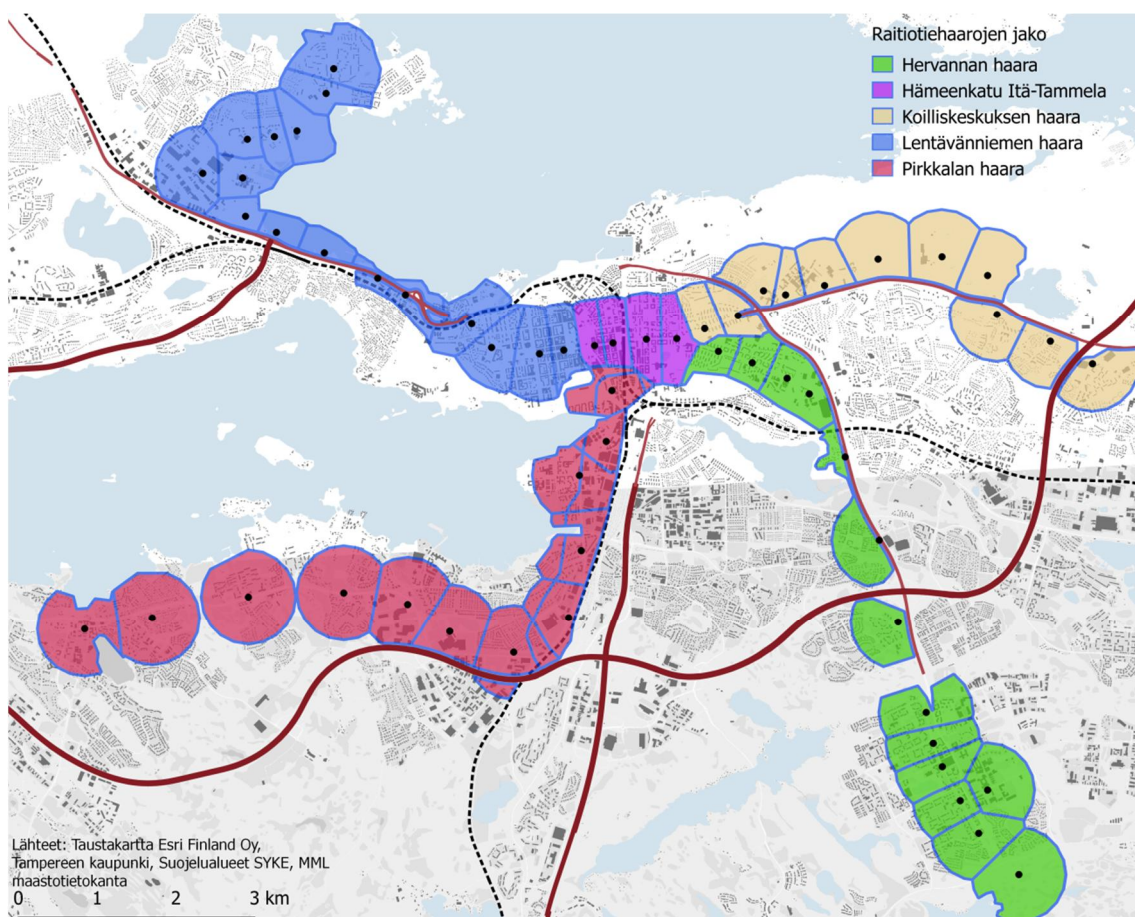 Raitiotiehaarojen jako
Hervannan haara
Hämeenkatu Itä-Tammela
Koilliskeskuksen haara
Lentävänniemen haara
Pirkkalan haara
Lähteet: Taustakartta Esri Finland Oy,
Tampereen kaupunki, Suojelualueet SYKE, MML
maastotietokanta
0 1 2 3 km